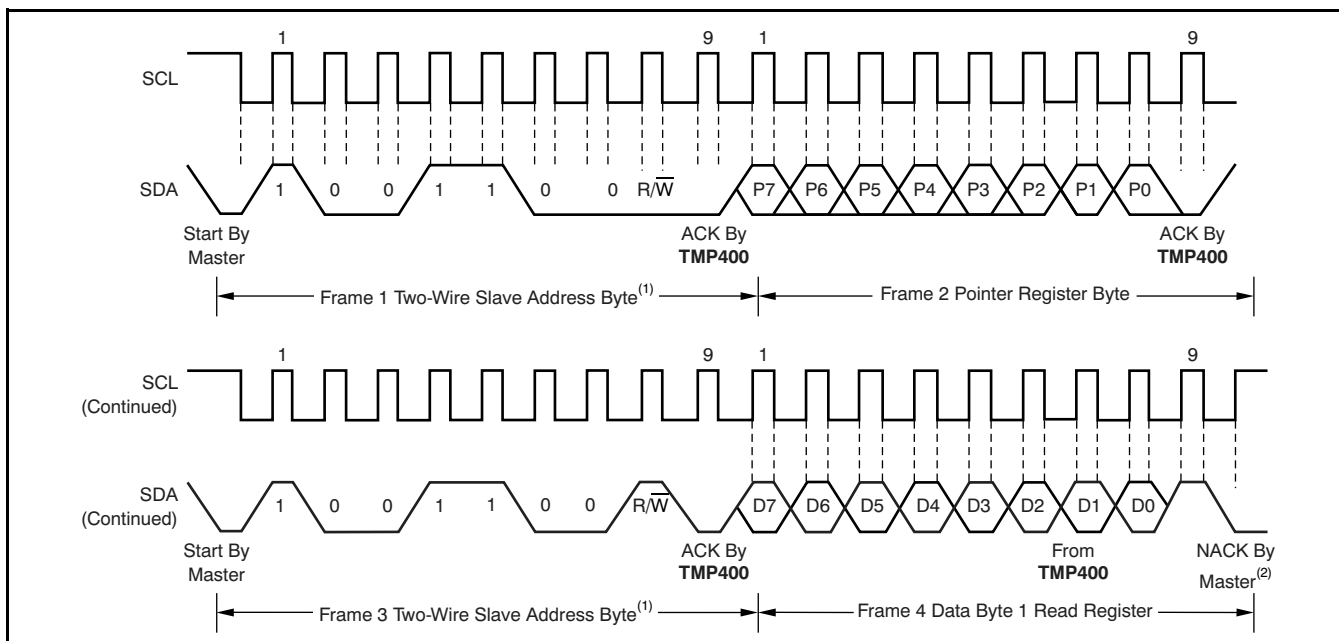 1 9 1 9
SCL
SDA
1 0 0 1 1 0 0 R/W̅ P7 P6 P5 P4 P3 P2 P1 P0
Start By
Master
ACK By
TMP400
ACK By
TMP400
Frame 1 Two-Wire Slave Address Byte(1)
Frame 2 Pointer Register Byte
1 9 1 9
SCL
(Continued)
SDA
(Continued)
1 0 0 1 1 0 0 R/W̅ D7 D6 D5 D4 D3 D2 D1 D0
Start By
Master
ACK By
TMP400
From
TMP400
NACK By
Master(2)
Frame 3 Two-Wire Slave Address Byte(1)
Frame 4 Data Byte 1 Read Register